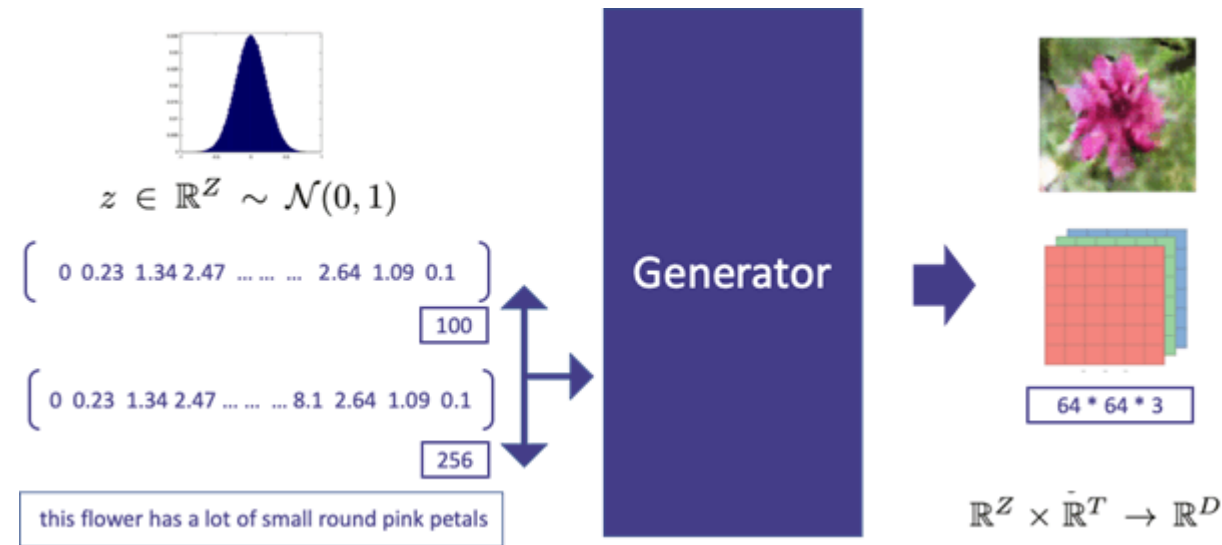 z ∈ ℝ^Z ~ 𝒩(0, 1)
0 0.23 1.34 2.47 ... ... ... 2.64 1.09 0.1
100
0 0.23 1.34 2.47 ... ... ... 8.1 2.64 1.09 0.1
256
this flower has a lot of small round pink petals
Generator
64 * 64 * 3
ℝ^Z × ℝ^T → ℝ^D